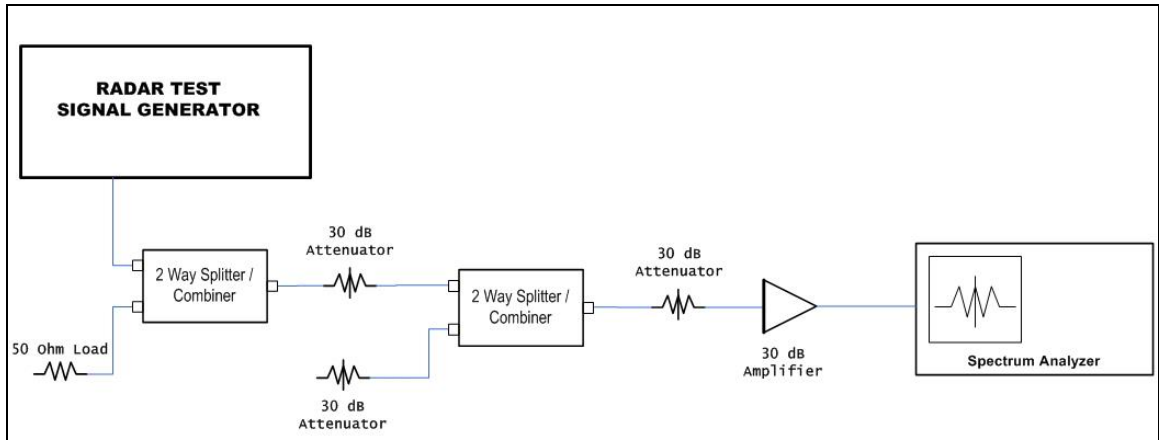 RADAR TEST
SIGNAL GENERATOR
2 Way Splitter /
Combiner
50 Ohm Load
30 dB
Attenuator
30 dB
Attenuator
2 Way Splitter /
Combiner
30 dB
Attenuator
30 dB
Amplifier
Spectrum Analyzer